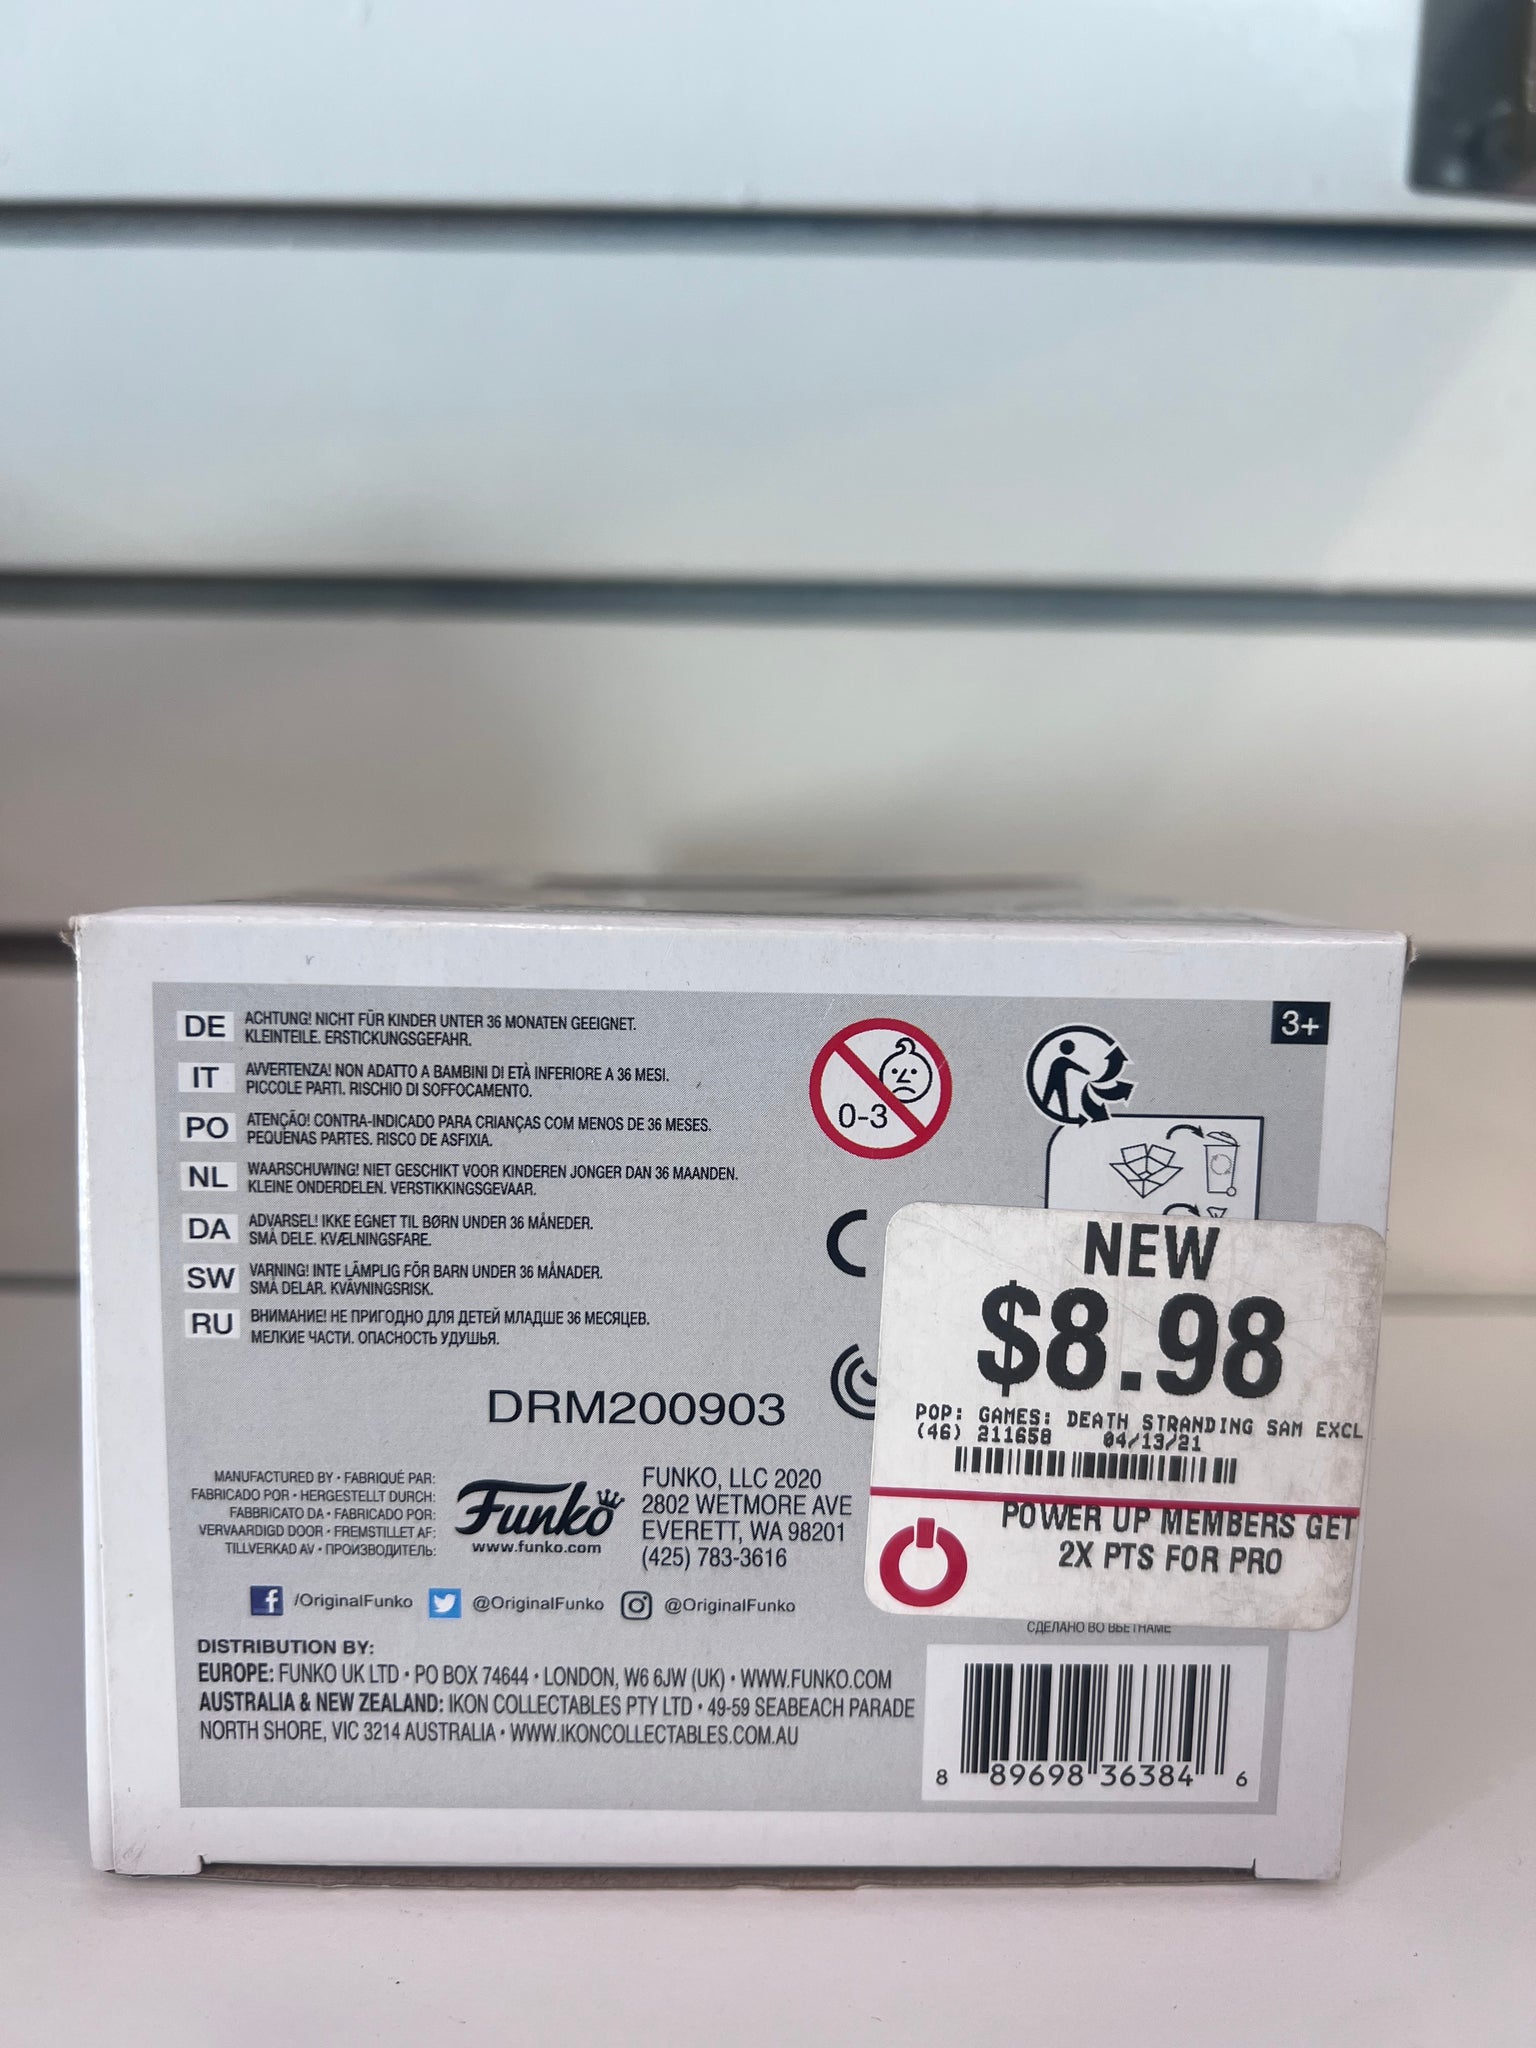 DE ACHTUNG! NICHT FÜR KINDER UNTER 36 MONATEN GEEIGNET.
KLEINTEILE. ERSTICKUNGSGEFAHR.
IT AVVERTENZA! NON ADATTO A BAMBINI DI ETÀ INFERIORE A 36 MESI.
PICCOLE PARTI. RISCHIO DI SOFFOCAMENTO.
PO ATENÇÃO! CONTRA-INDICADO PARA CRIANÇAS COM MENOS DE 36 MESES.
PEQUENAS PARTES. RISCO DE ASFIXIA.
NL WAARSCHUWING! NIET GESCHIKT VOOR KINDEREN JONGER DAN 36 MAANDEN.
KLEINE ONDERDELEN. VERSTIKKINGSGEVAAR.
DA ADVARSEL! IKKE EGNET TIL BØRN UNDER 36 MÅNEDER.
SMÅ DELE. KVÆLNINGSFARE.
SW VARNING! INTE LÄMPLIG FÖR BARN UNDER 36 MÅNADER.
SMÅ DELAR. KVÄVNINGSRISK.
RU ВНИМАНИЕ! НЕ ПРИГОДНО ДЛЯ ДЕТЕЙ МЛАДШЕ 36 МЕСЯЦЕВ.
МЕЛКИЕ ЧАСТИ. ОПАСНОСТЬ УДУШЬЯ.
0-3
3+
DRM200903
MANUFACTURED BY • FABRIQUÉ PAR:
FABRICADO POR • HERGESTELLT DURCH:
FABBRICATO DA • FABRICADO POR:
VERVAARDIGD DOOR • FREMSTILLET AF:
TILLVERKAD AV • ПРОИЗВОДИТЕЛЬ:
Funko
www.funko.com
FUNKO, LLC 2020
2802 WETMORE AVE
EVERETT, WA 98201
(425) 783-3616
/OriginalFunko @OriginalFunko @OriginalFunko
DISTRIBUTION BY:
EUROPE: FUNKO UK LTD • PO BOX 74644 • LONDON, W6 6JW (UK) • WWW.FUNKO.COM
AUSTRALIA & NEW ZEALAND: IKON COLLECTABLES PTY LTD • 49-59 SEABEACH PARADE
NORTH SHORE, VIC 3214 AUSTRALIA • WWW.IKONCOLLECTABLES.COM.AU
NEW
$8.98
POP: GAMES: DEATH STRANDING SAM EXCL
(46) 211658 04/13/21
POWER UP MEMBERS GET
2X PTS FOR PRO
СДЕЛАНО ВО ВЬЕТНАМЕ
8 89698 36384 6